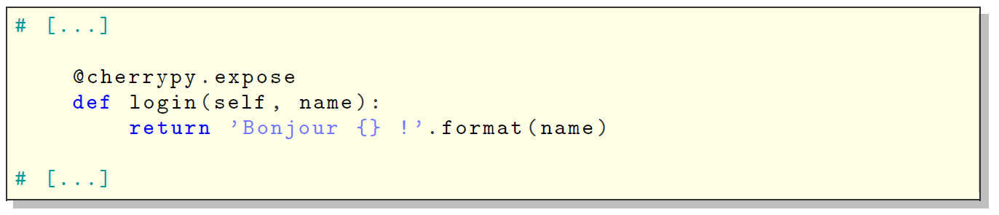 # [...]
@cherrypy.expose
def login(self, name):
return 'Bonjour {} !'.format(name)
# [...]